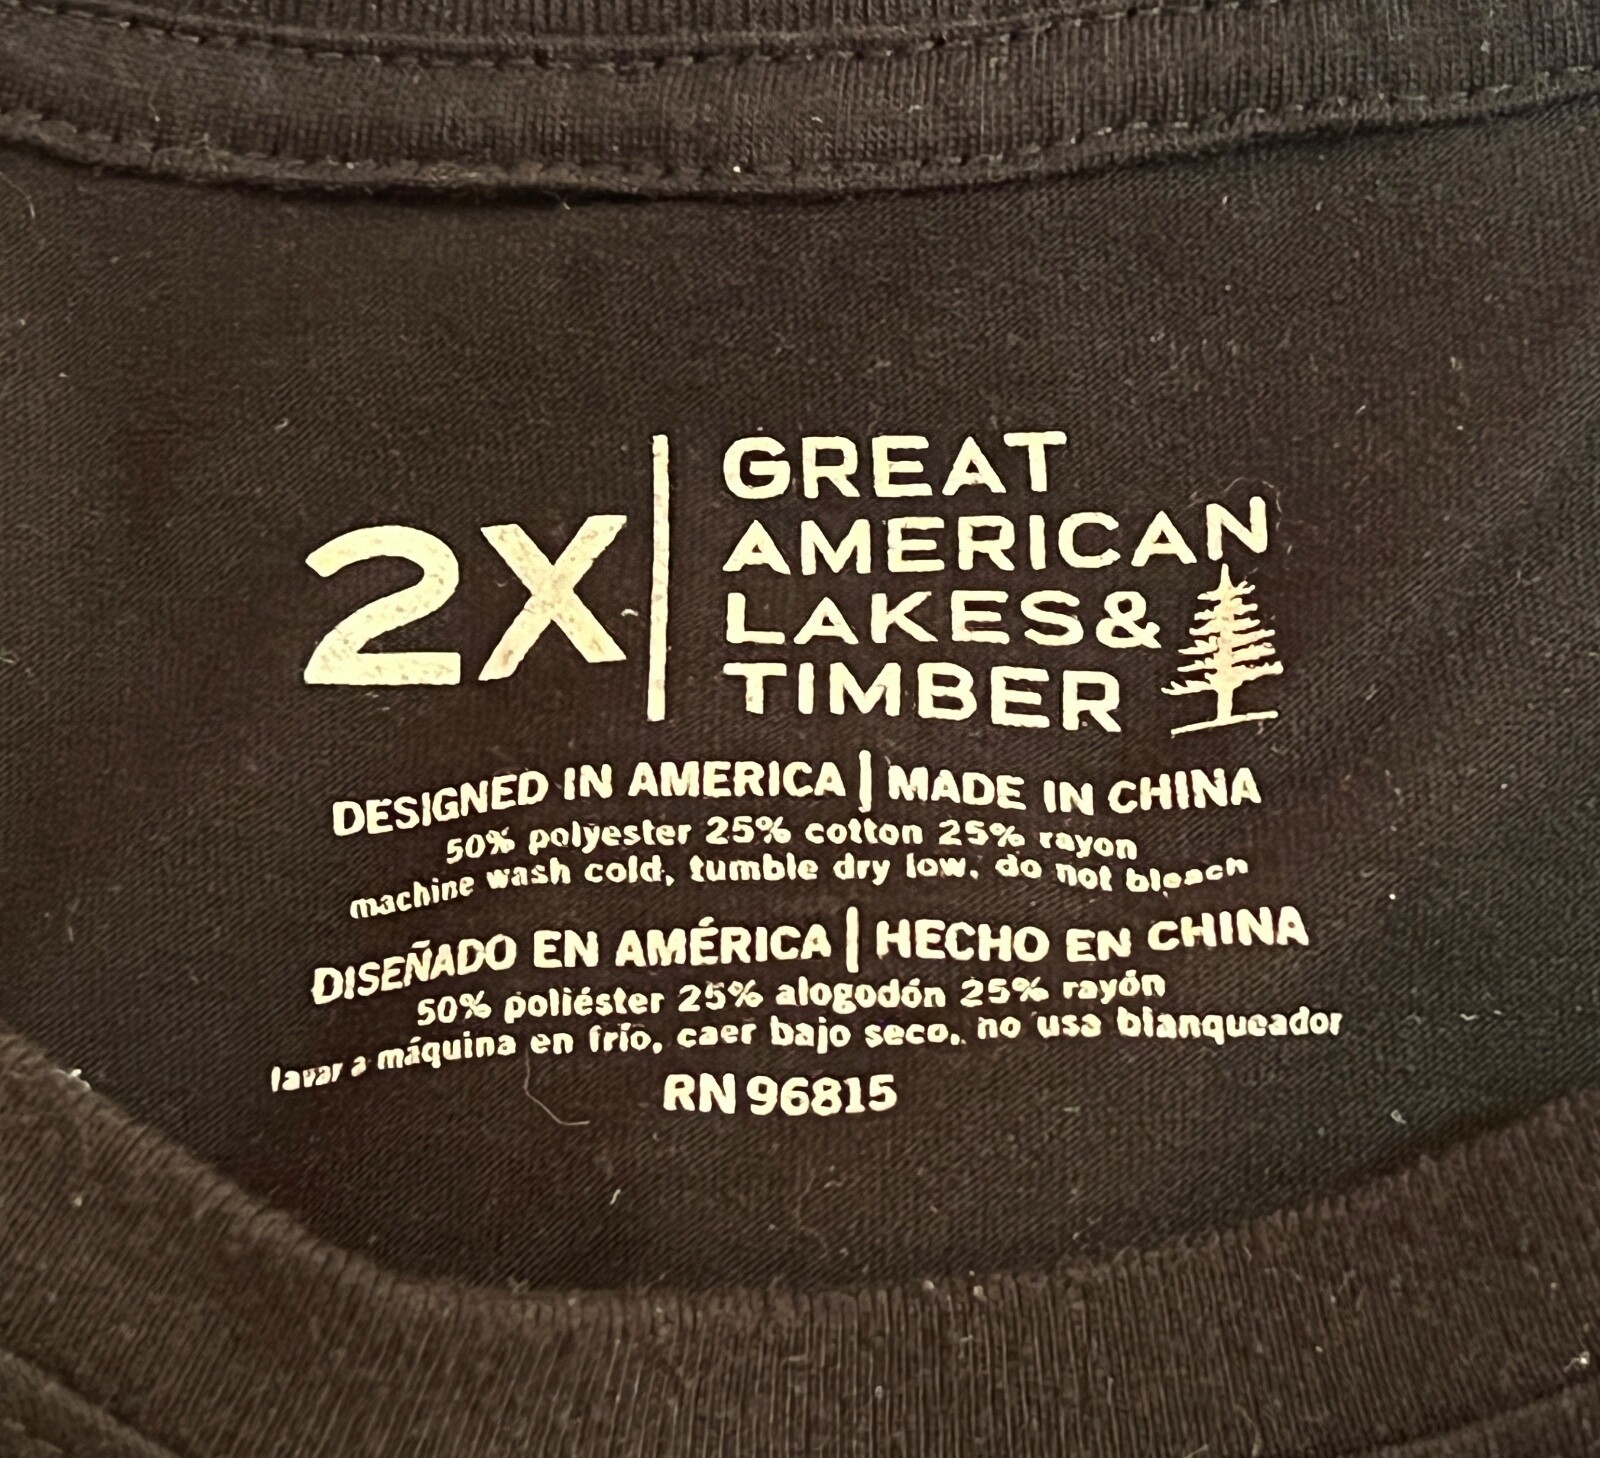 2X
GREAT
AMERICAN
LAKES &
TIMBER
DESIGNED IN AMERICA | MADE IN CHINA
50% polyester 25% cotton 25% rayon
machine wash cold, tumble dry low, do not bleach
DISEÑADO EN AMÉRICA | HECHO EN CHINA
50% poliéster 25% alogodón 25% rayón
lavar a máquina en frío, caer bajo seco, no usa blanqueador
RN 96815